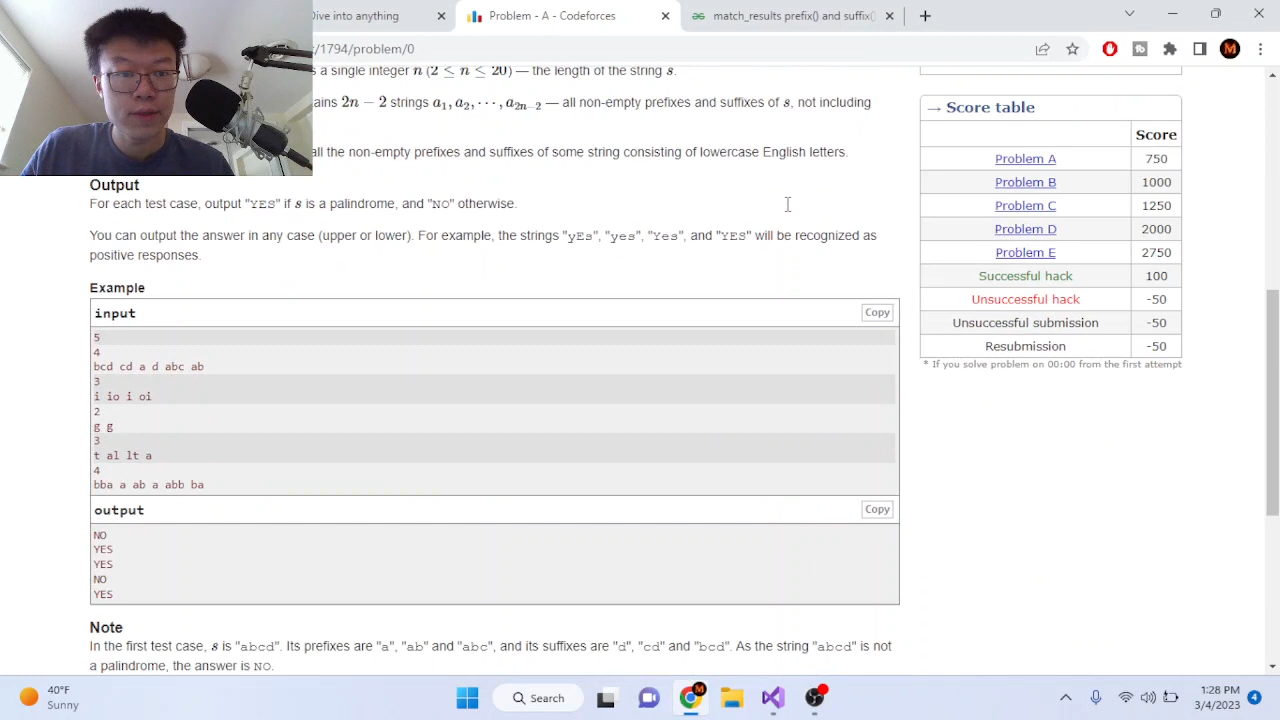 Dive into anything
Problem - A - Codeforces
match_results prefix() and suffix()
/1794/problem/0
s a single integer n (2 ≤ n ≤ 20) — the length of the string s.
ains 2n − 2 strings a1, a2, ⋯, a2n−2 — all non-empty prefixes and suffixes of s, not including
all the non-empty prefixes and suffixes of some string consisting of lowercase English letters.
Output
For each test case, output "YES" if s is a palindrome, and "NO" otherwise.
You can output the answer in any case (upper or lower). For example, the strings "yEs", "yes", "Yes", and "YES" will be recognized as
positive responses.
Example
input
Copy
5
4
bcd cd a d abc ab
3
i io i oi
2
g g
3
t al lt a
4
bba a ab a abb ba
output
Copy
NO
YES
YES
NO
YES
Note
In the first test case, s is "abcd". Its prefixes are "a", "ab" and "abc", and its suffixes are "d", "cd" and "bcd". As the string "abcd" is not
a palindrome, the answer is NO.
→ Score table
Score
Problem A 750
Problem B 1000
Problem C 1250
Problem D 2000
Problem E 2750
Successful hack 100
Unsuccessful hack -50
Unsuccessful submission -50
Resubmission -50
* If you solve problem on 00:00 from the first attempt
40°F
Sunny
Search
1:28 PM
3/4/2023
4